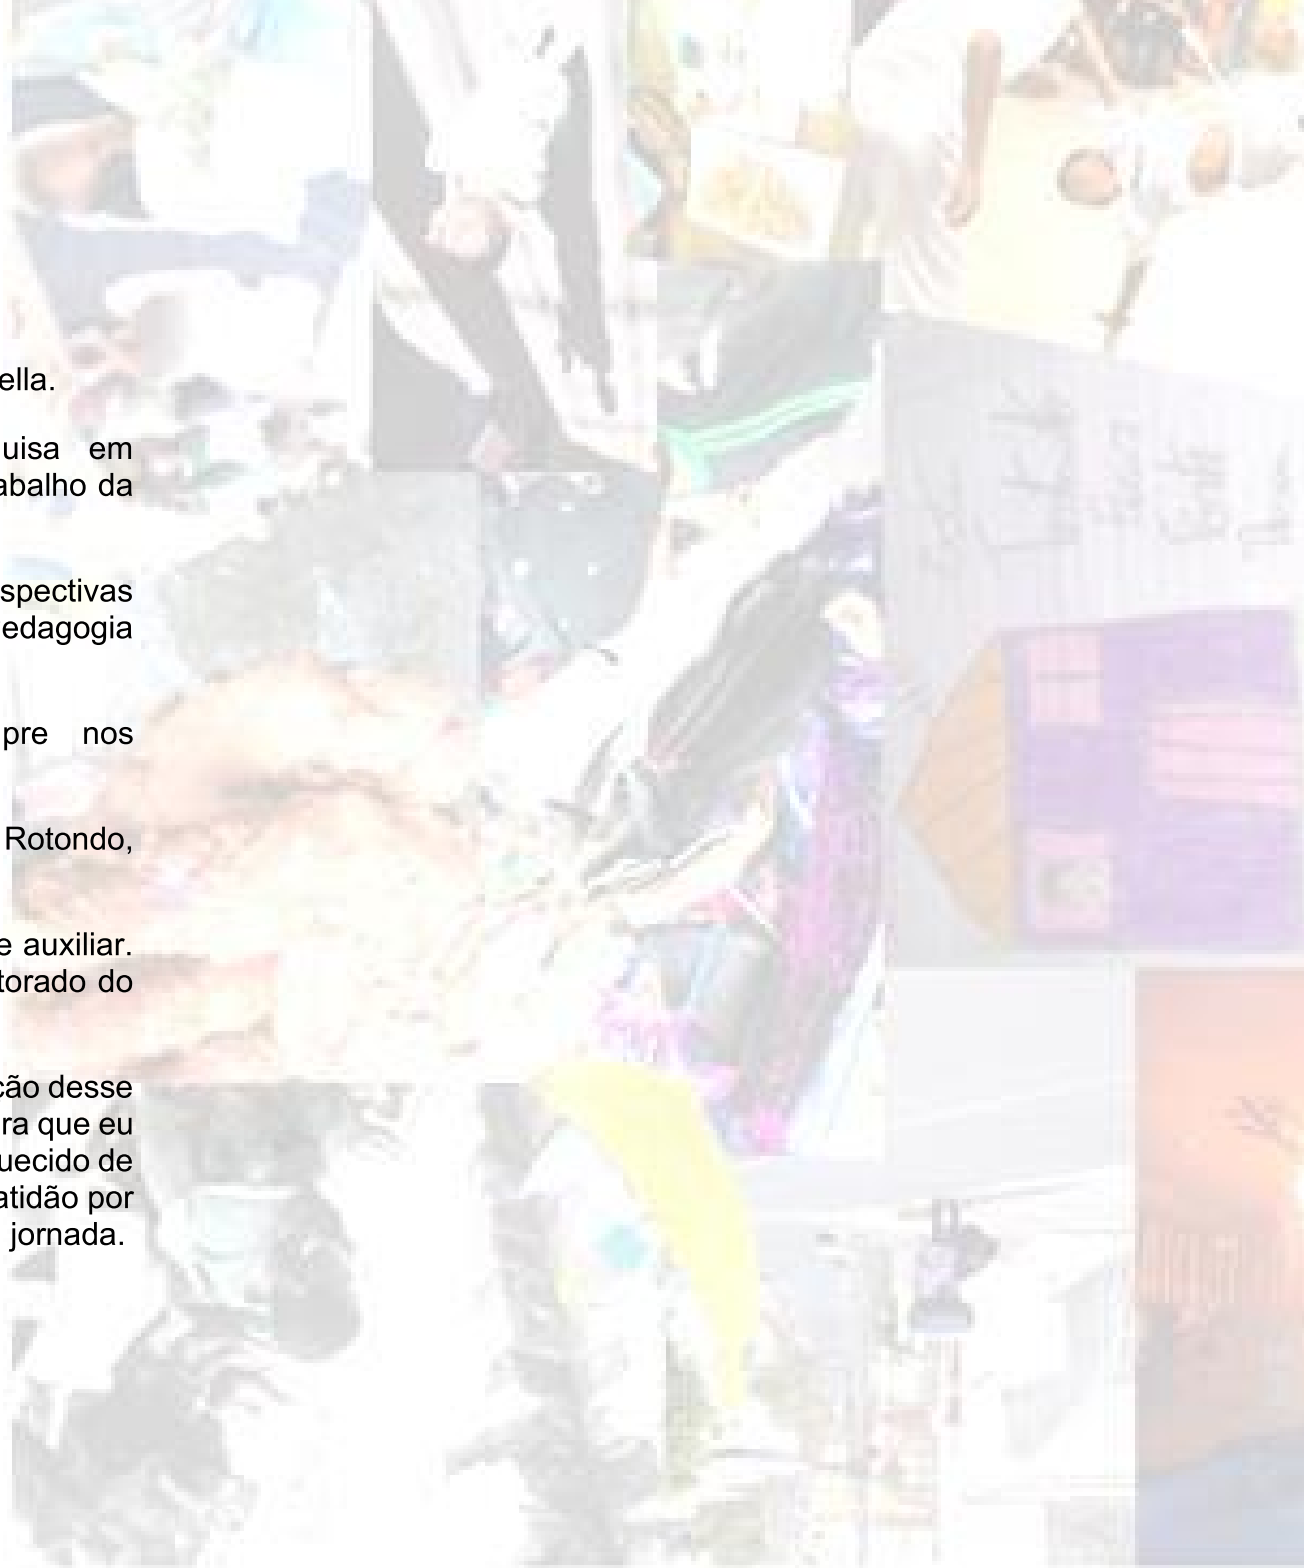 ella.
uisa em
abalho da
spectivas
edagogia
pre nos
Rotondo,
e auxiliar.
torado do
ção desse
ra que eu
uecido de
atidão por
jornada.